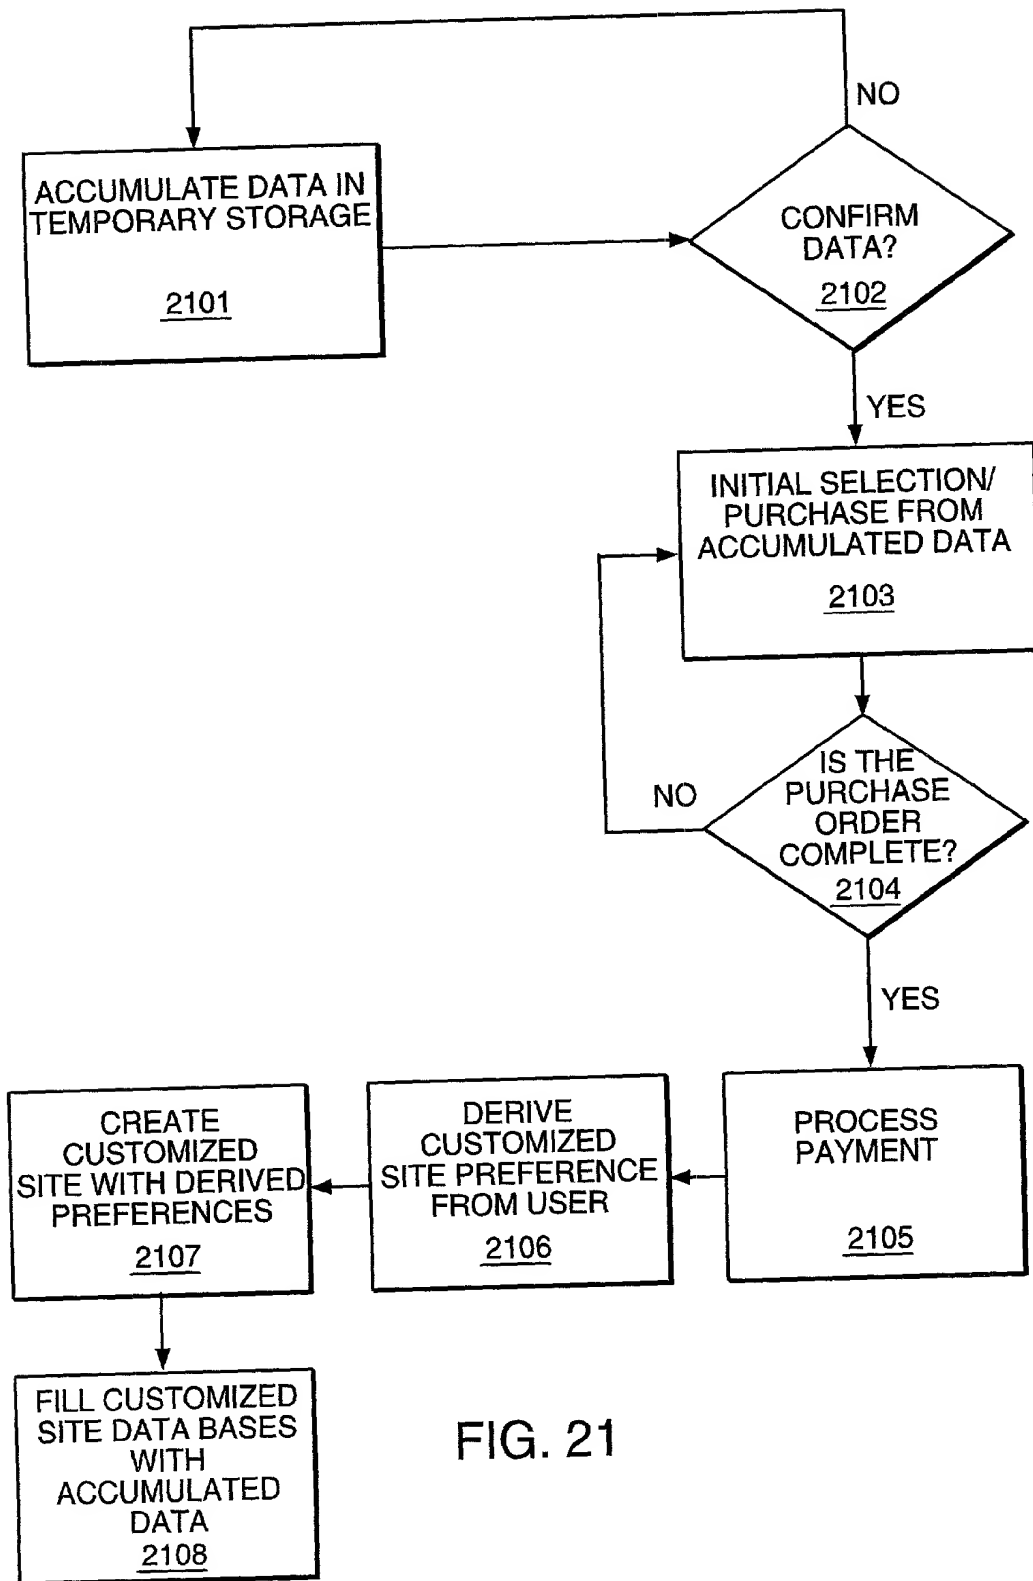 NO
ACCUMULATE DATA IN
TEMPORARY STORAGE
2101
CONFIRM
DATA?
2102
YES
INITIAL SELECTION/
PURCHASE FROM
ACCUMULATED DATA
2103
IS THE
PURCHASE
ORDER
COMPLETE?
2104
NO
YES
PROCESS
PAYMENT
2105
DERIVE
CUSTOMIZED
SITE PREFERENCE
FROM USER
2106
CREATE
CUSTOMIZED
SITE WITH DERIVED
PREFERENCES
2107
FILL CUSTOMIZED
SITE DATA BASES
WITH
ACCUMULATED
DATA
2108
FIG. 21